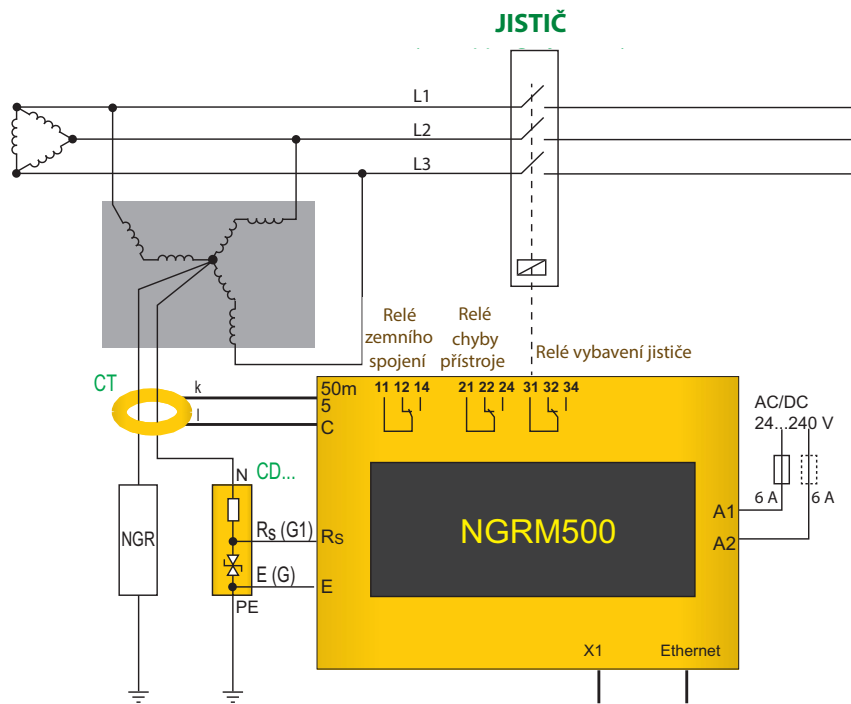 JISTIČ
L1
L2
L3
Relé
zemního
spojení
Relé
chyby
přístroje
Relé vybavení jističe
CT
k
l
50m
5
C
11 12 14
21 22 24
31 32 34
AC/DC
24...240 V
6 A
6 A
N
CD...
NGR
RS (G1)
RS
E (G)
E
PE
NGRM500
A1
A2
X1
Ethernet